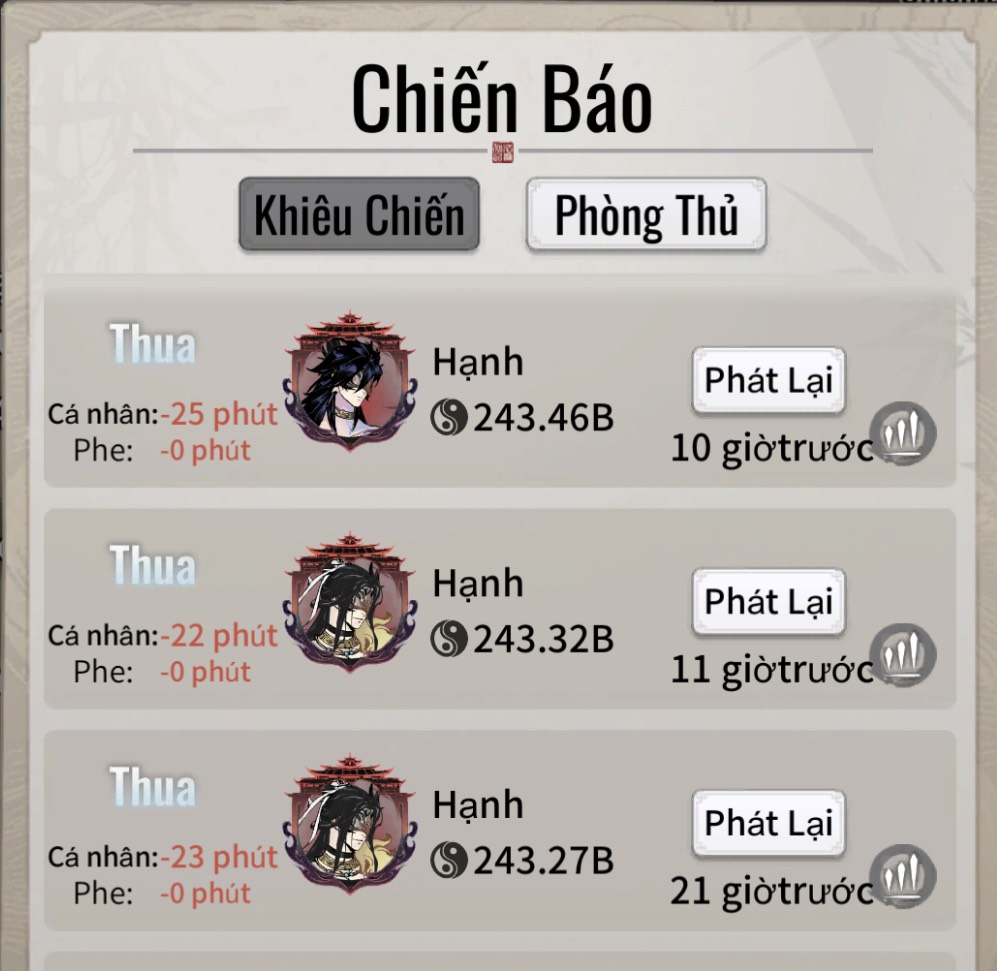 Chiến Báo
Khiêu Chiến
Phòng Thủ
Thua
Cá nhân:-25 phút
Phe: -0 phút
Hạnh
243.46B
Phát Lại
10 giờtrước
Thua
Cá nhân:-22 phút
Phe: -0 phút
Hạnh
243.32B
Phát Lại
11 giờtrước
Thua
Cá nhân:-23 phút
Phe: -0 phút
Hạnh
243.27B
Phát Lại
21 giờtrước